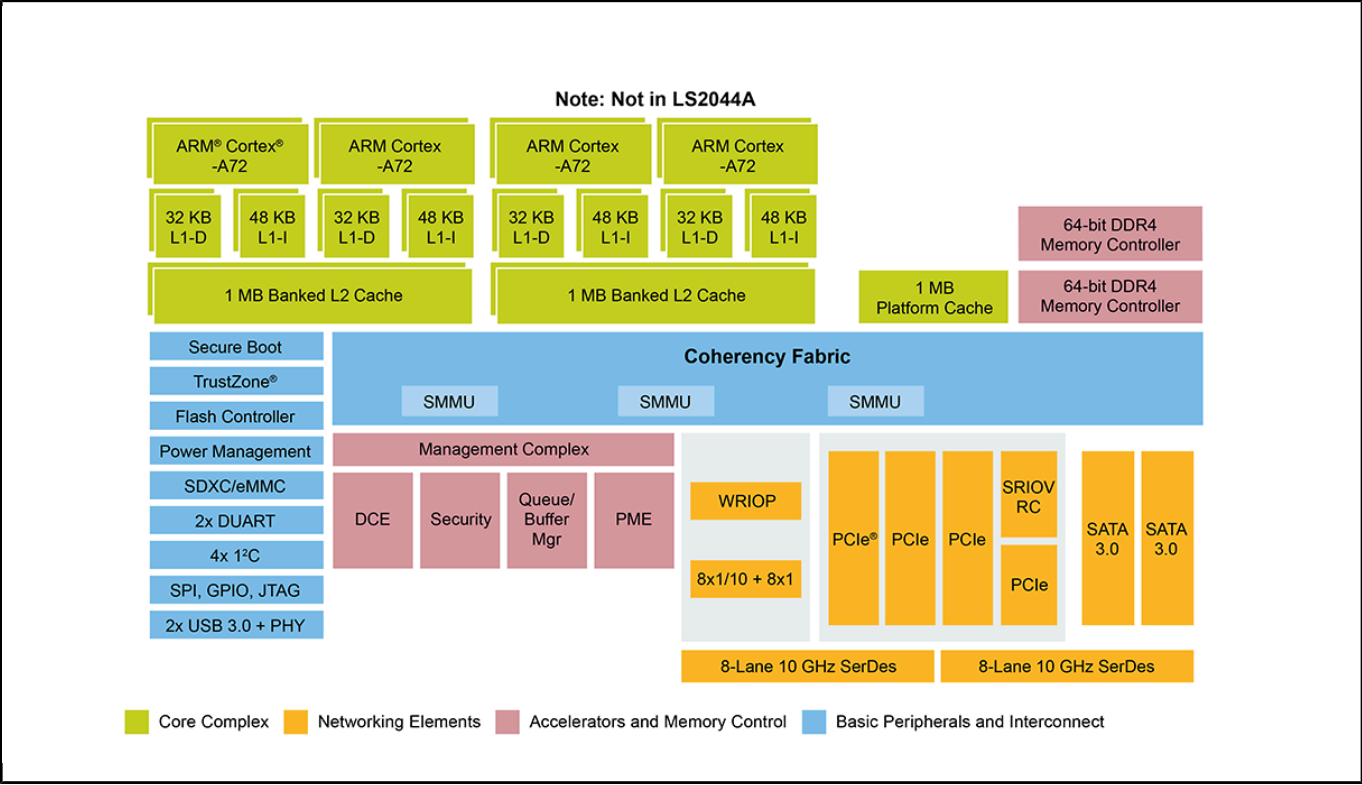 Note: Not in LS2044A
ARM® Cortex®
-A72
ARM Cortex
-A72
ARM Cortex
-A72
ARM Cortex
-A72
32 KB
L1-D
48 KB
L1-I
32 KB
L1-D
48 KB
L1-I
32 KB
L1-D
48 KB
L1-I
32 KB
L1-D
48 KB
L1-I
64-bit DDR4
Memory Controller
1 MB Banked L2 Cache
1 MB Banked L2 Cache
1 MB
Platform Cache
64-bit DDR4
Memory Controller
Secure Boot
TrustZone®
Flash Controller
Power Management
SDXC/eMMC
2x DUART
4x 1²C
SPI, GPIO, JTAG
2x USB 3.0 + PHY
Coherency Fabric
SMMU
SMMU
SMMU
Management Complex
DCE
Security
Queue/
Buffer
Mgr
PME
WRIOP
8x1/10 + 8x1
PCIe®
PCIe
PCIe
SRIOV
RC
PCIe
SATA
3.0
SATA
3.0
8-Lane 10 GHz SerDes
8-Lane 10 GHz SerDes
Core Complex
Networking Elements
Accelerators and Memory Control
Basic Peripherals and Interconnect